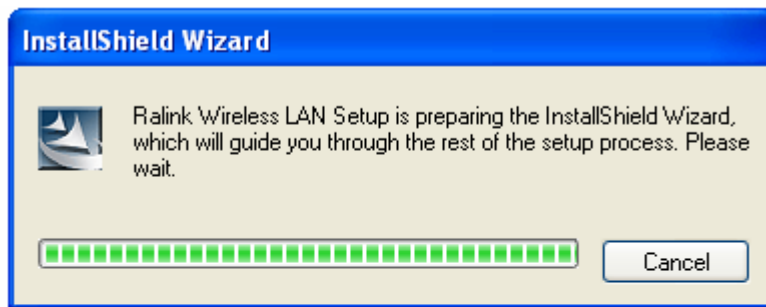 InstallShield Wizard
Ralink Wireless LAN Setup is preparing the InstallShield Wizard,
which will guide you through the rest of the setup process. Please
wait.
Cancel